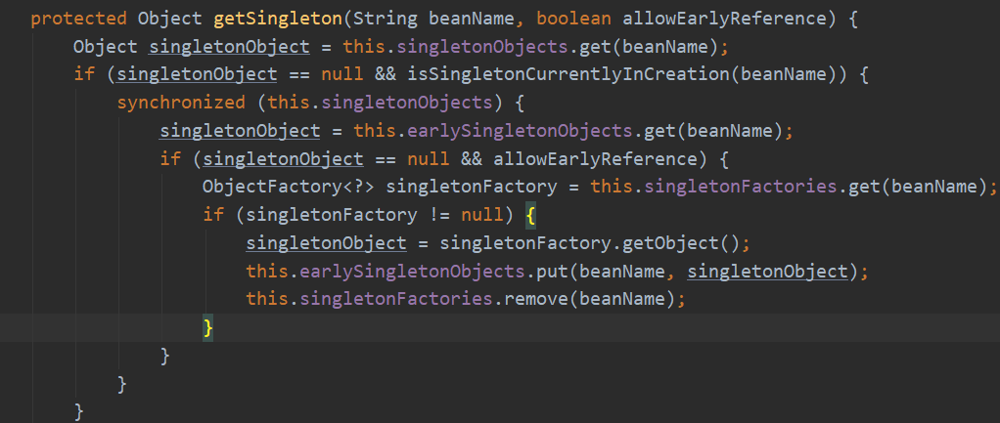 protected Object getSingleton(String beanName, boolean allowEarlyReference) {
    Object singletonObject = this.singletonObjects.get(beanName);
    if (singletonObject == null && isSingletonCurrentlyInCreation(beanName)) {
        synchronized (this.singletonObjects) {
            singletonObject = this.earlySingletonObjects.get(beanName);
            if (singletonObject == null && allowEarlyReference) {
                ObjectFactory<?> singletonFactory = this.singletonFactories.get(beanName);
                if (singletonFactory != null) {
                    singletonObject = singletonFactory.getObject();
                    this.earlySingletonObjects.put(beanName, singletonObject);
                    this.singletonFactories.remove(beanName);
                }
            }
        }
    }